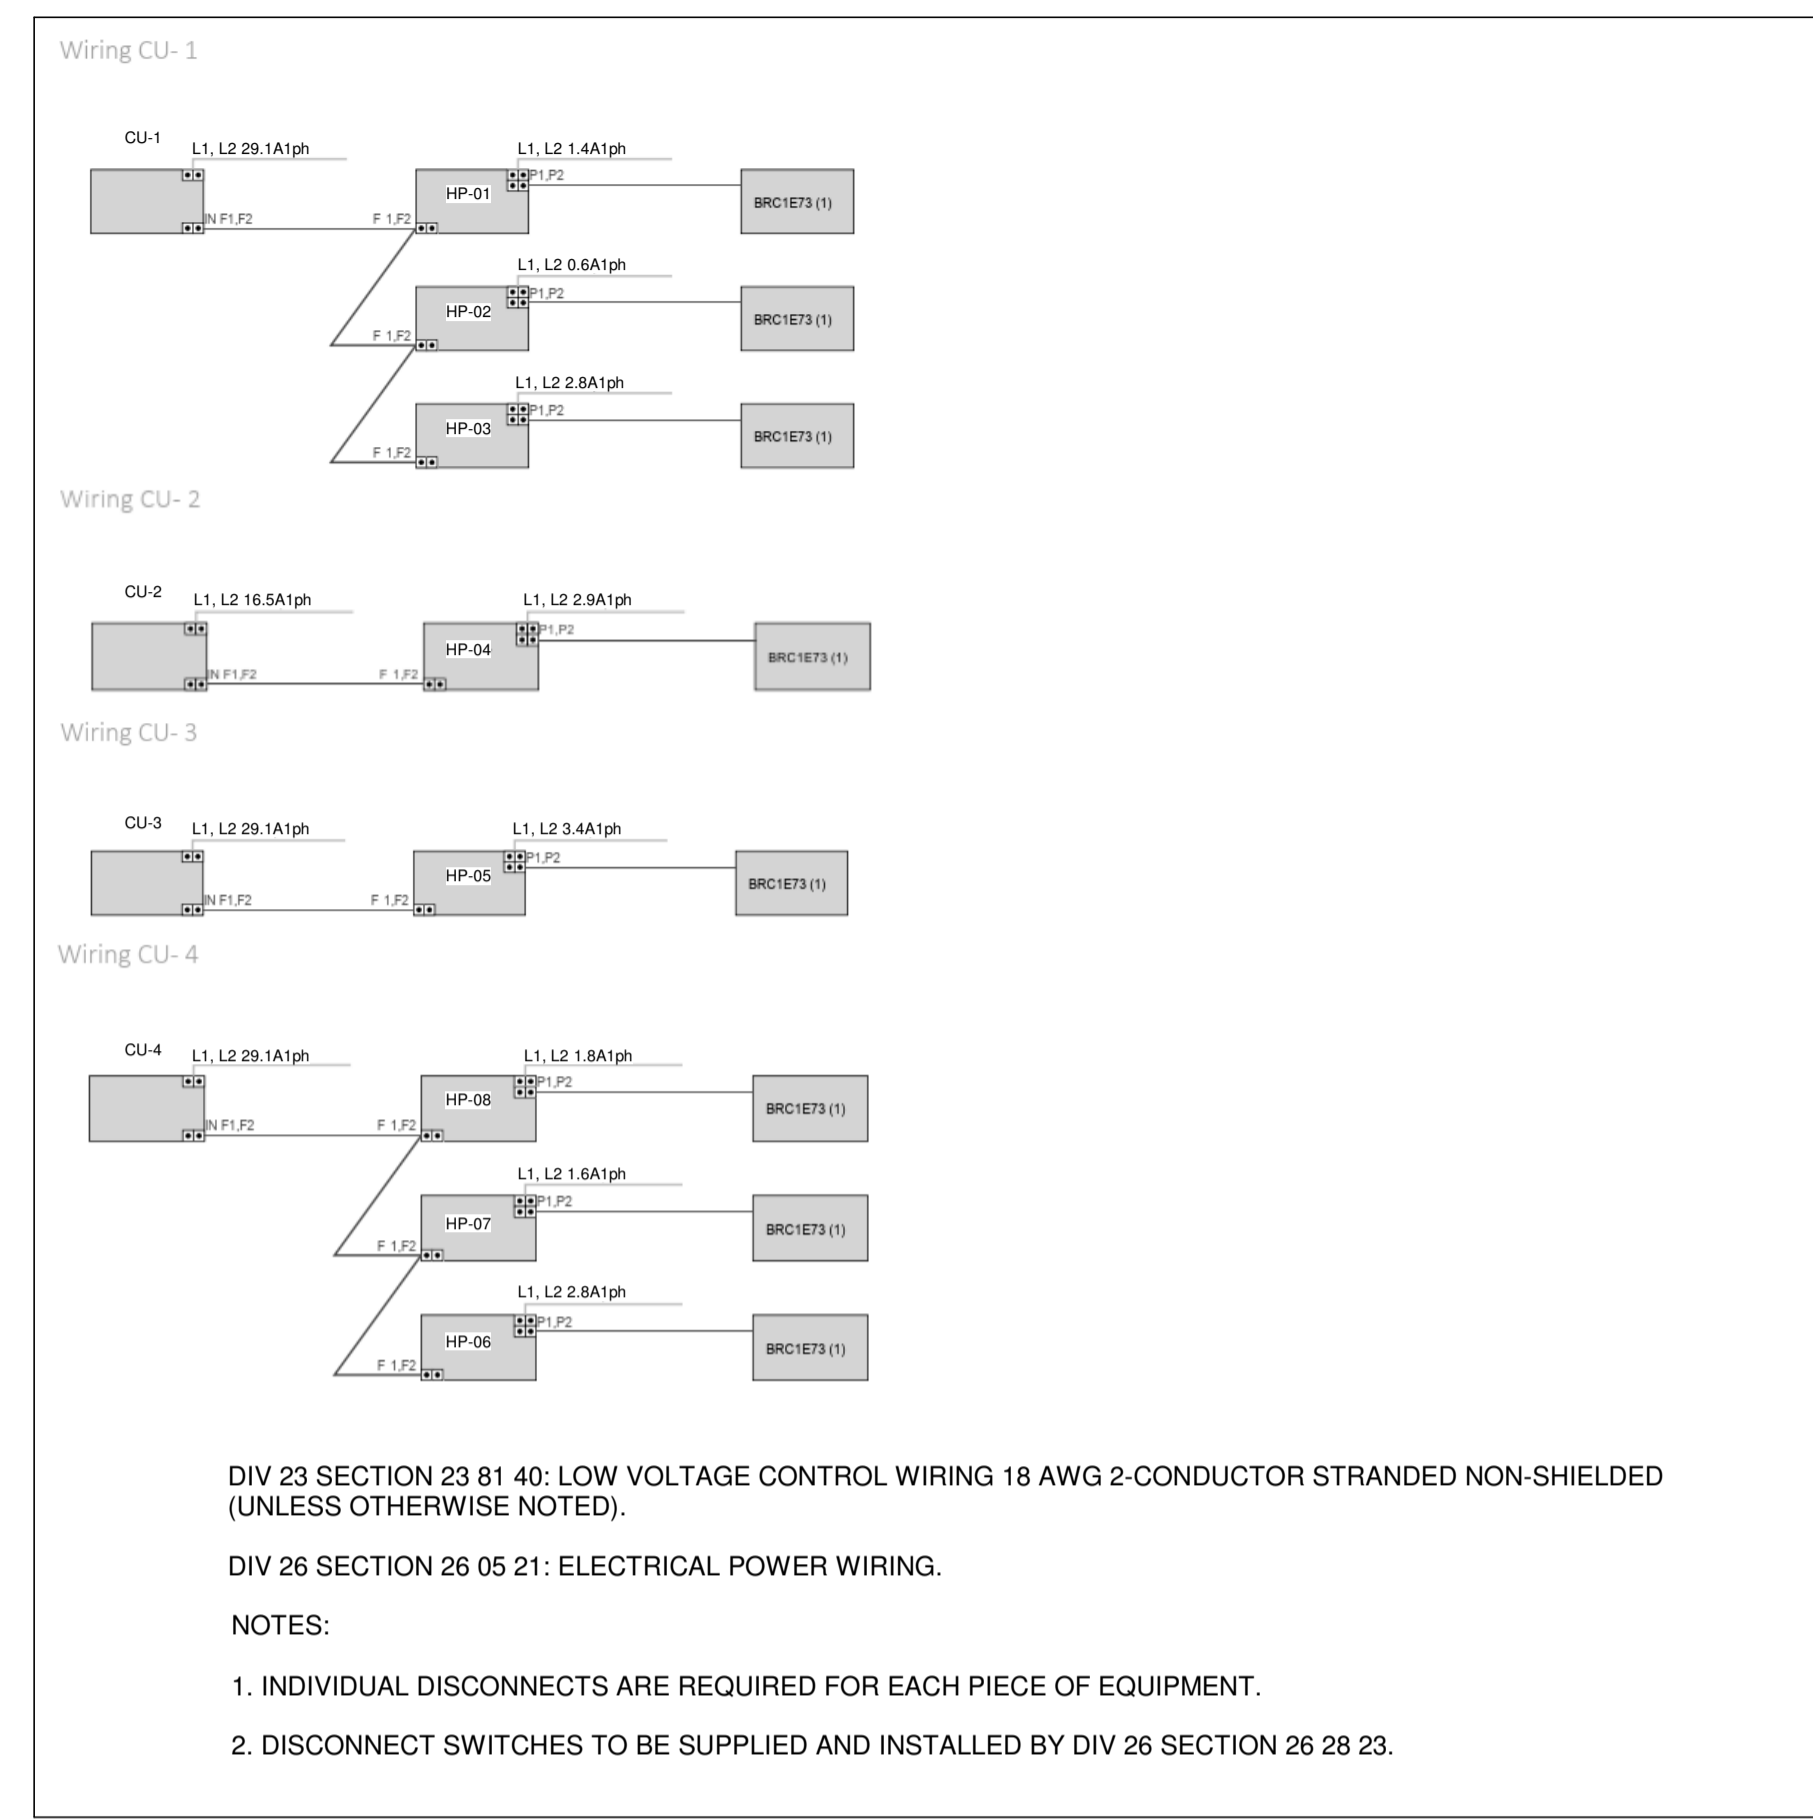 Wiring CU- 1
CU-1
L1, L2 29.1A1ph
L1, L2 1.4A1ph
P1,P2
HP-01
BRC1E73 (1)
IN F1,F2
F 1,F2
L1, L2 0.6A1ph
P1,P2
HP-02
BRC1E73 (1)
F 1,F2
L1, L2 2.8A1ph
P1,P2
HP-03
BRC1E73 (1)
F 1,F2
Wiring CU- 2
CU-2
L1, L2 16.5A1ph
L1, L2 2.9A1ph
P1,P2
HP-04
BRC1E73 (1)
IN F1,F2
F 1,F2
Wiring CU- 3
CU-3
L1, L2 29.1A1ph
L1, L2 3.4A1ph
P1,P2
HP-05
BRC1E73 (1)
IN F1,F2
F 1,F2
Wiring CU- 4
CU-4
L1, L2 29.1A1ph
L1, L2 1.8A1ph
P1,P2
HP-08
BRC1E73 (1)
IN F1,F2
F 1,F2
L1, L2 1.6A1ph
P1,P2
HP-07
BRC1E73 (1)
F 1,F2
L1, L2 2.8A1ph
P1,P2
HP-06
BRC1E73 (1)
F 1,F2
DIV 23 SECTION 23 81 40: LOW VOLTAGE CONTROL WIRING 18 AWG 2-CONDUCTOR STRANDED NON-SHIELDED
(UNLESS OTHERWISE NOTED).
DIV 26 SECTION 26 05 21: ELECTRICAL POWER WIRING.
NOTES:
1. INDIVIDUAL DISCONNECTS ARE REQUIRED FOR EACH PIECE OF EQUIPMENT.
2. DISCONNECT SWITCHES TO BE SUPPLIED AND INSTALLED BY DIV 26 SECTION 26 28 23.